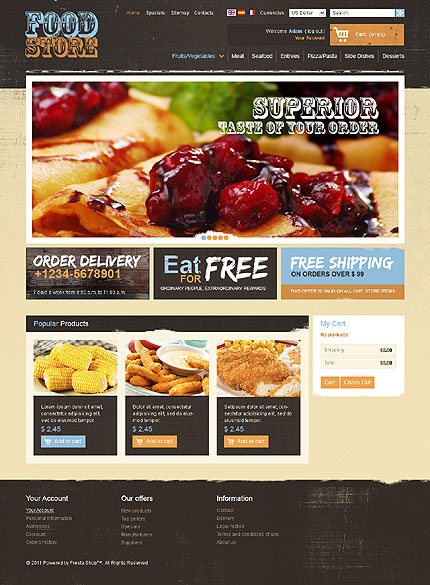 FOOD
STORE
Home Specials Sitemap Contacts
Currencies US Dollar
Search
Welcome Adam (log out)
Your Account
Cart (empty)
Fruits/Vegetables Meat Seafood Entrees Pizza/Pasta Side Dishes Desserts
SUPERIOR
TASTE OF YOUR ORDER
ORDER DELIVERY
+1234-5678901
7 days a week from 9:00 a.m. to 11:00 p.m.
Eat
FOR
FREE
ORDINARY PEOPLE, EXTRAORDINARY REWARDS
FREE SHIPPING
ON ORDERS OVER $ 99
THIS OFFER IS VALID ON ALL OUR STORE ITEMS
Popular Products
Lorem ipsum dolor sit amet, consectetur adipisicing elit, sed do eiusmod tempor.
$ 2.45
Add to cart
Dolor sit amet, con-
sectetur adipisicing elit,
sed do eiusmod tempor.
$ 2.45
Add to cart
Setipsum dolor sit amet, con-
sectetur adipisicing elit,
sed do eiusmod tempor.
$ 2.45
Add to cart
My Cart
No products
Shipping $0.00
Total $0.00
Cart
Check Out
Your Account
Your Account
Personal information
Addresses
Discount
Orders history
Our offers
New products
Top sellers
Specials
Manufacturers
Suppliers
Information
Contact
Delivery
Legal Notice
Terms and conditions of use
About us
© 2011 Powered by Presta Shop™. All Rights Reserved